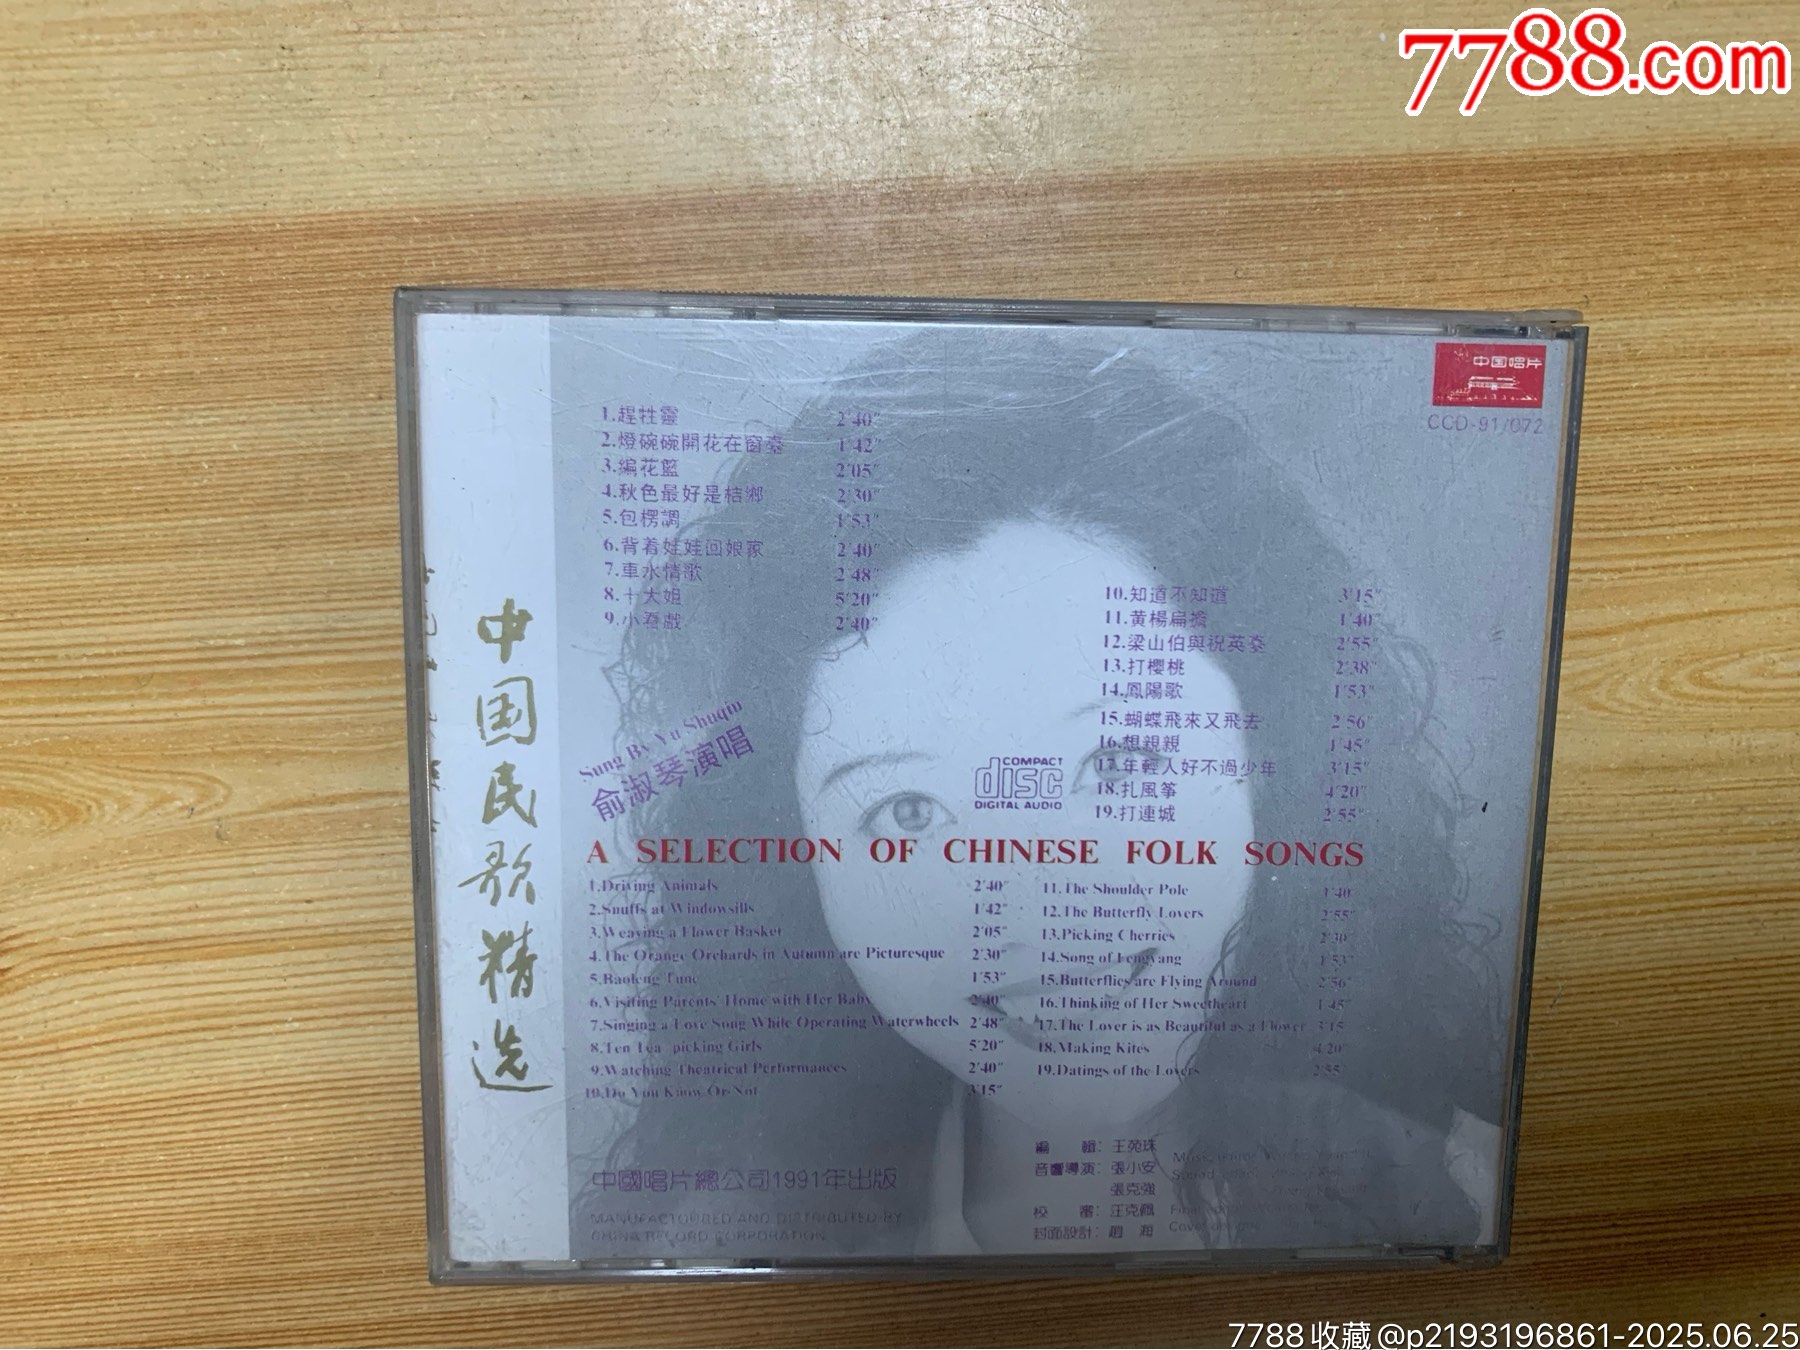 7788.com
中国唱片
CCD-91/072
1.趕牲靈 2'40"
2.燈碗碗開花在窗臺 1'42"
3.編花籃 2'05"
4.秋色最好是桔鄉 2'30"
5.包楞調 1'53"
6.背着娃娃回娘家 2'40"
7.車水情歌 2'48"
8.十大姐 5'20"
9.小看戲 2'40"
10.知道不知道 3'15"
11.黄楊扁擔 1'40"
12.梁山伯與祝英臺 2'55"
13.打櫻桃 2'38"
14.鳳陽歌 1'53"
15.蝴蝶飛來又飛去 2'56"
16.想親親 1'45"
17.年輕人好不過少年 3'15"
18.扎風筝 4'20"
19.打連城 2'55"
中国民歌精选
Sung By Yu Shuqin
俞淑琴演唱
COMPACT
disc
DIGITAL AUDIO
A SELECTION OF CHINESE FOLK SONGS
1.Driving Animals 2'40"
2.Snuffs at Windowsills 1'42"
3.Weaving a Flower Basket 2'05"
4.The Orange Orchards in Autumn are Picturesque 2'30"
5.Baoleng Tune 1'53"
6.Visiting Parents' Home with Her Baby 2'40"
7.Singing a Love Song While Operating Waterwheels 2'48"
8.Ten Tea-picking Girls 5'20"
9.Watching Theatrical Performances 2'40"
10.Do You Know Or Not 3'15"
11.The Shoulder Pole 1'40"
12.The Butterfly Lovers 2'55"
13.Picking Cherries 2'30"
14.Song of Fengyang 1'53"
15.Butterflies are Flying Around 2'56"
16.Thinking of Her Sweetheart 1'45"
17.The Lover is as Beautiful as a Flower 3'15"
18.Making Kites 4'20"
19.Datings of the Lovers 2'55"
中國唱片總公司1991年出版
MANUFACTURRED AND DISTRIBUTED BY
CHINA RECORD CORPORATION
編 輯：王苑珠
音響導演：張小安
張克強
校 審：汪克佩
封面設計：趙 海
7788收藏@p2193196861-2025.06.25